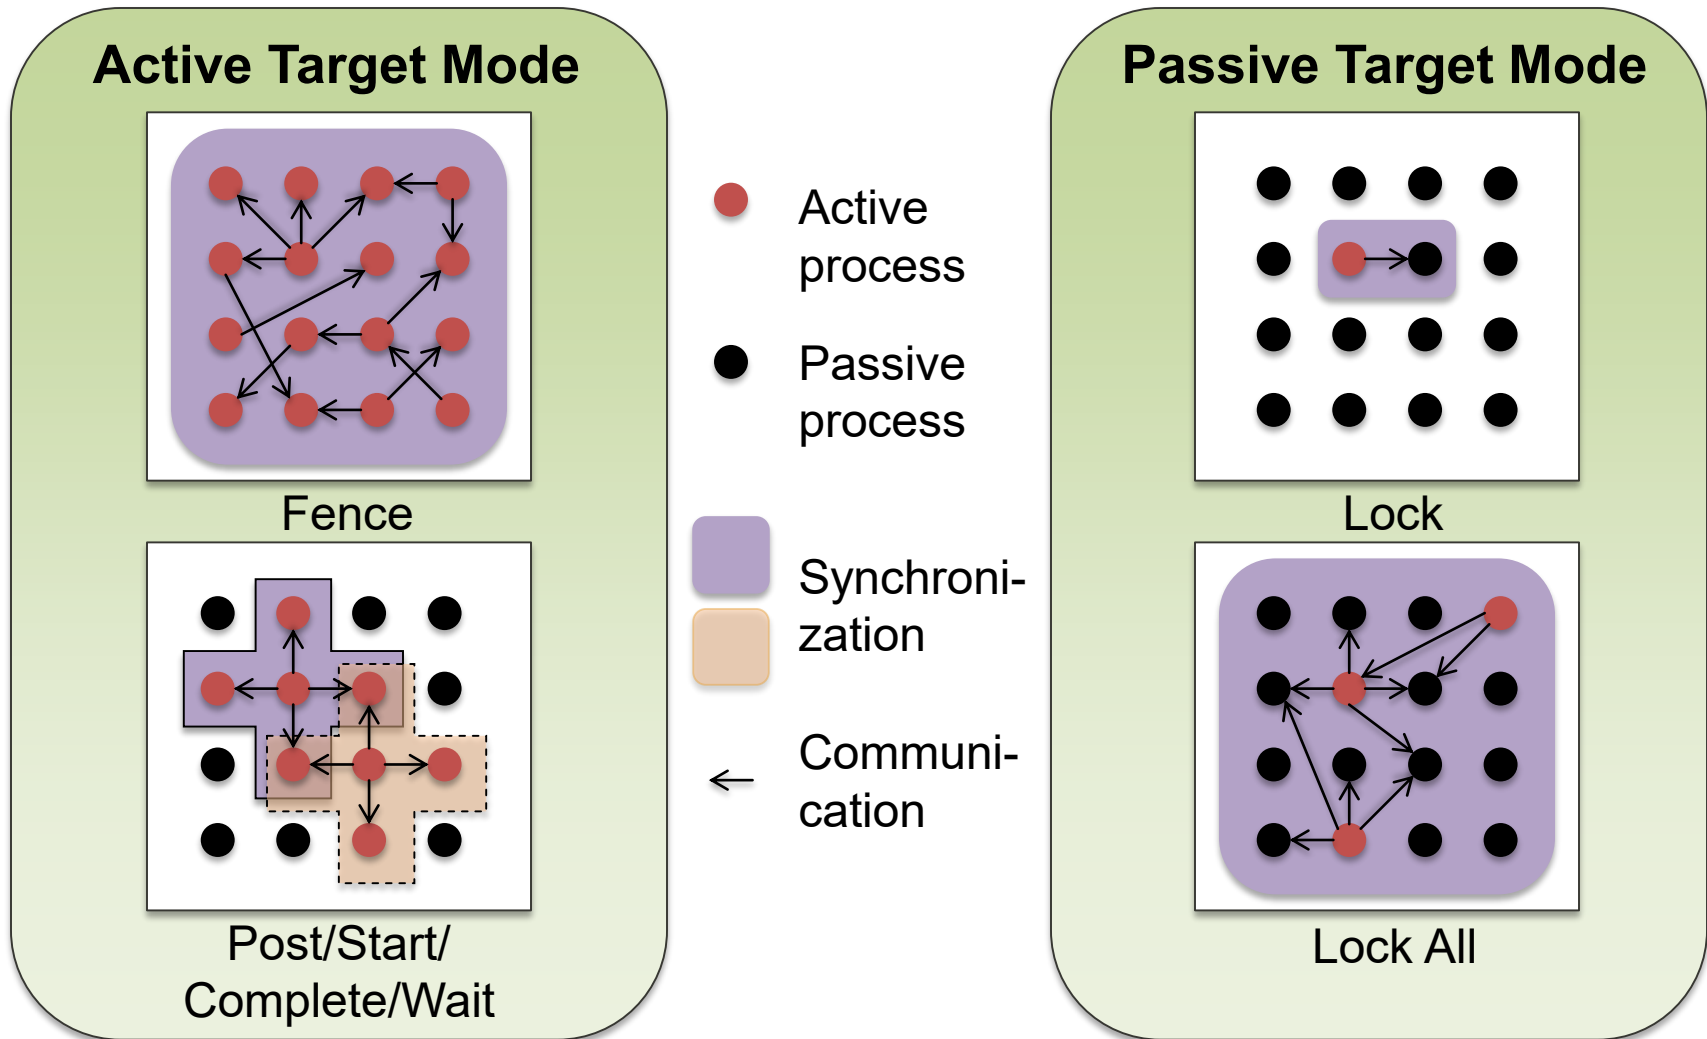 Active Target Mode
Fence
Post/Start/
Complete/Wait
Active
process
Passive
process
Synchroni-
zation
Communi-
cation
Passive Target Mode
Lock
Lock All